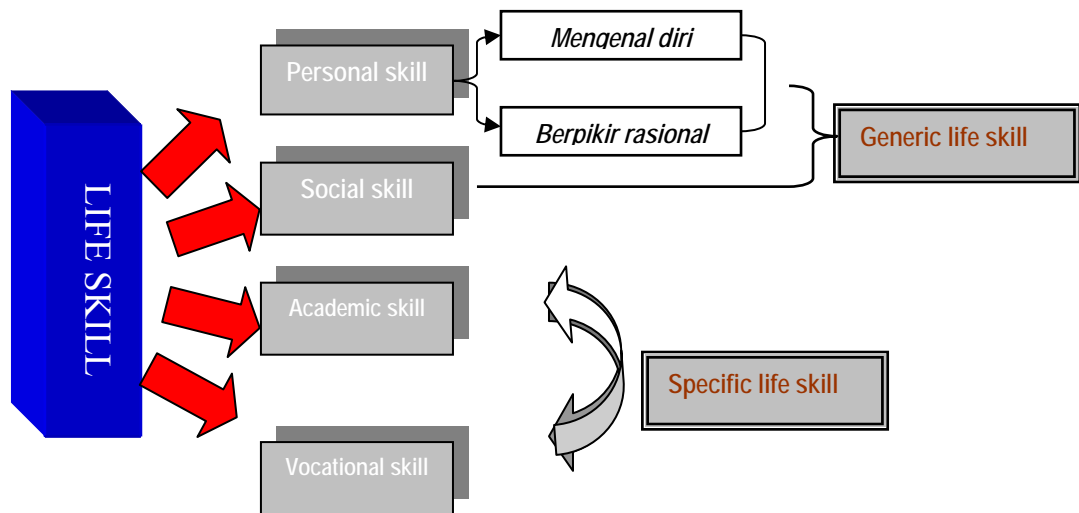 LIFE SKILL
Personal skill
Mengenal diri
Berpikir rasional
Generic life skill
Social skill
Academic skill
Specific life skill
Vocational skill